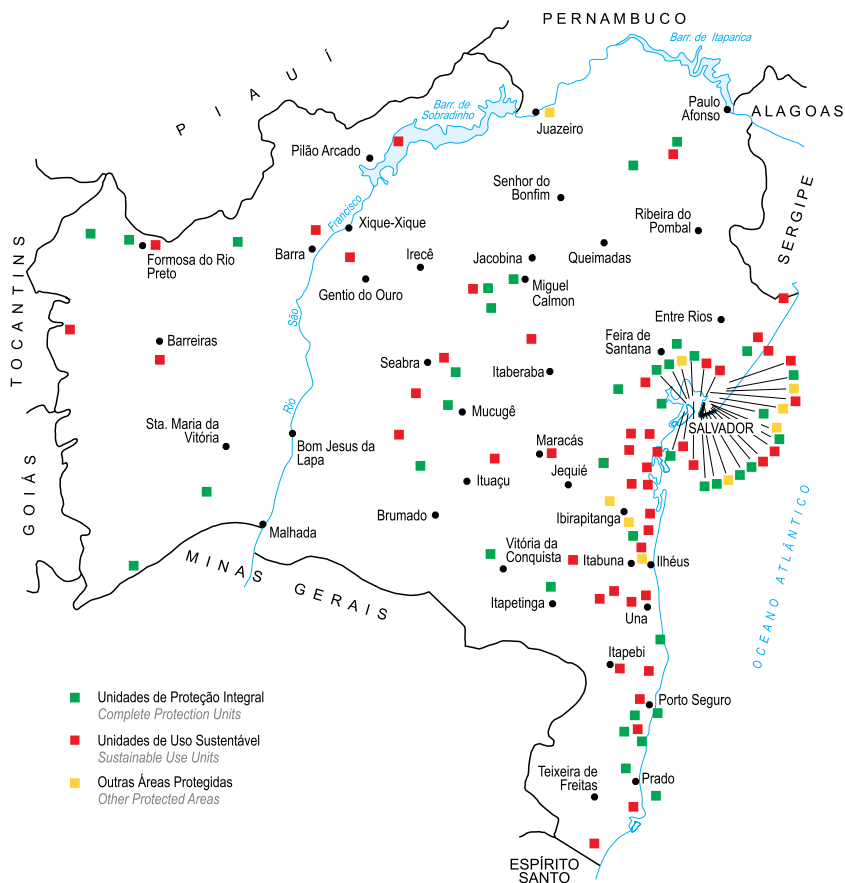 PERNAMBUCO
Barr. de Itaparica
PIAUÍ
Barr. de
Sobradinho
Paulo
Afonso
ALAGOAS
Juazeiro
Pilão Arcado
Senhor do
Bonfim
SERGIPE
Francisco
Xique-Xique
Ribeira do
Pombal
TOCANTINS
Formosa do Rio
Preto
Barra
Irecê
Jacobina
Queimadas
Gentio do Ouro
Miguel
Calmon
São
Entre Rios
Barreiras
Feira de
Santana
Seabra
Itaberaba
Rio
Mucugê
SALVADOR
Sta. Maria da
Vitória
Bom Jesus da
Lapa
Maracás
GOIÁS
Ituaçu
Jequié
Brumado
Ibirapitanga
Malhada
OCEANO ATLÂNTICO
MINAS GERAIS
Vitória da
Conquista
Itabuna
Ilhéus
Itapetinga
Una
Itapebi
Unidades de Proteção Integral
Complete Protection Units
Porto Seguro
Unidades de Uso Sustentável
Sustainable Use Units
Outras Áreas Protegidas
Other Protected Areas
Teixeira de
Freitas
Prado
ESPÍRITO
SANTO